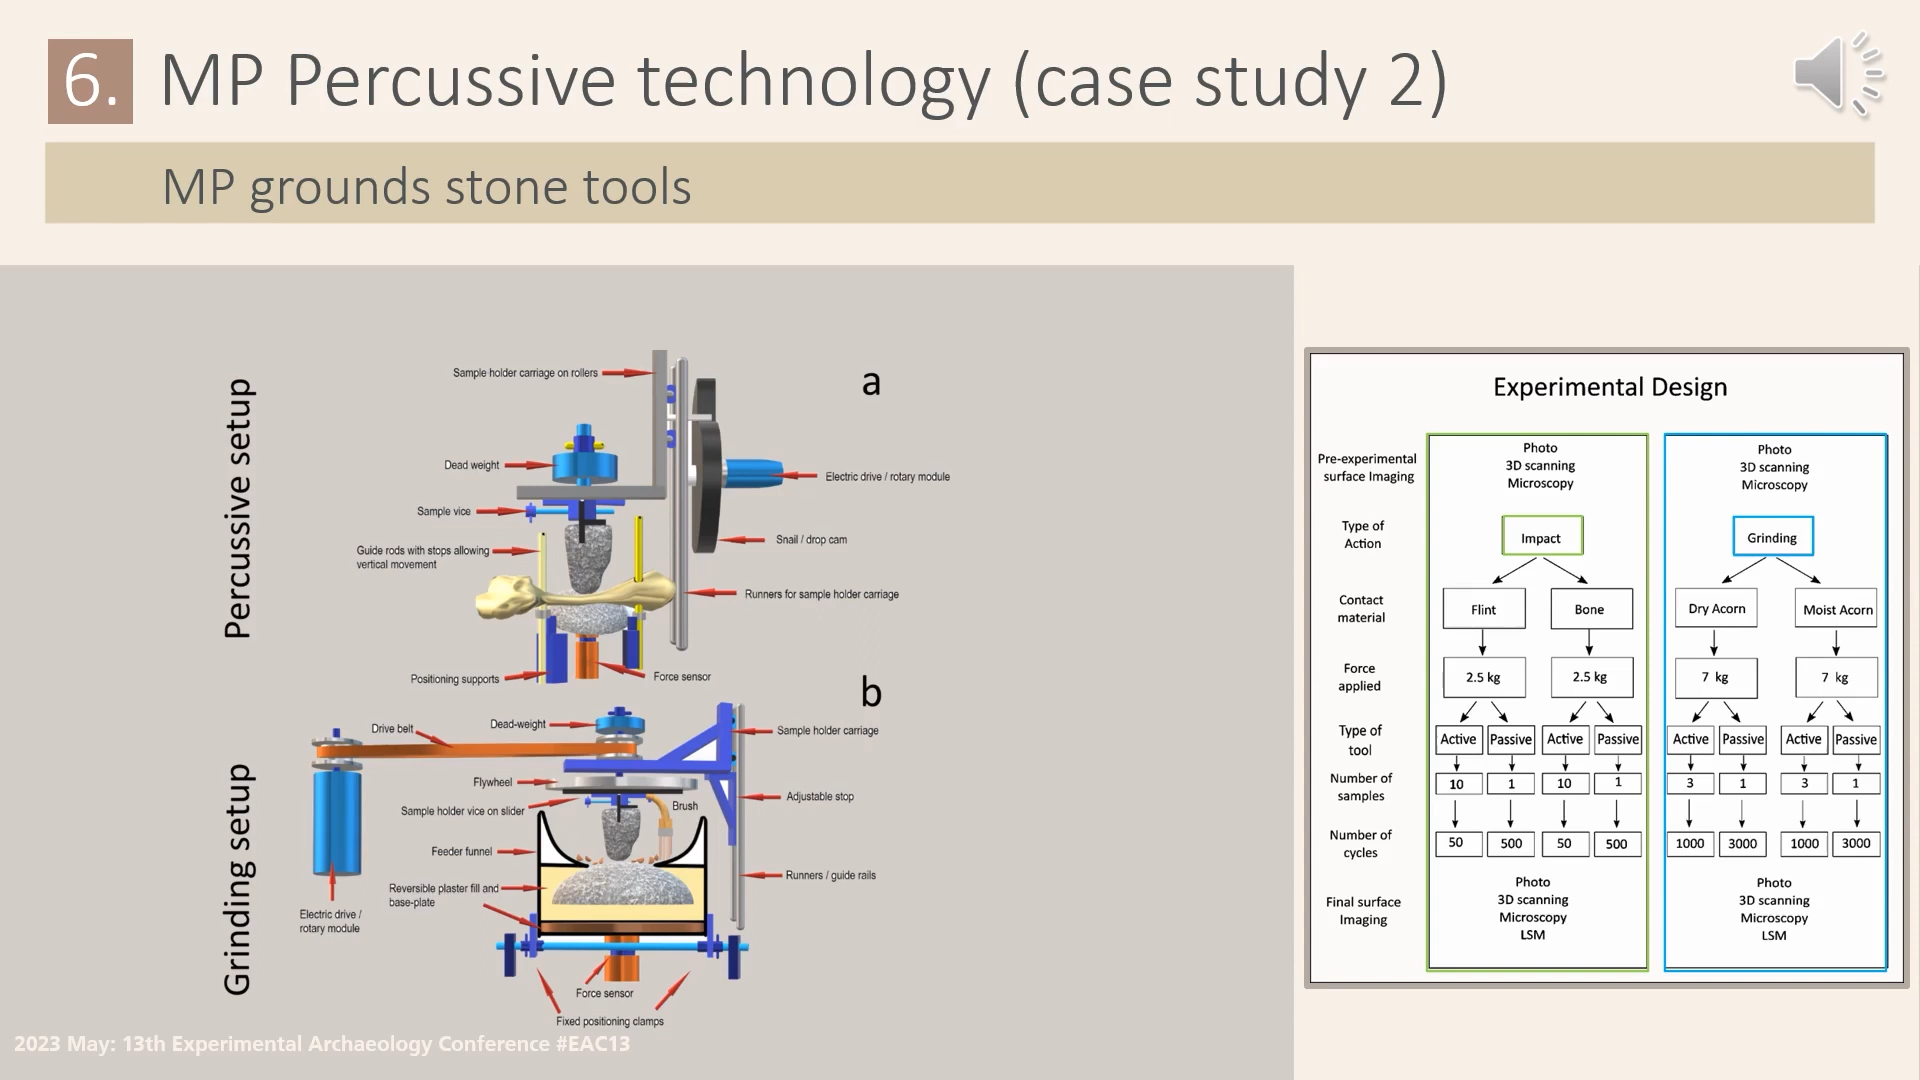 6.
MP Percussive technology (case study 2)
MP grounds stone tools
Percussive setup
a
Sample holder carriage on rollers
Dead weight
Electric drive / rotary module
Sample vice
Snail / drop cam
Guide rods with stops allowing
vertical movement
Runners for sample holder carriage
Positioning supports
Force sensor
Grinding setup
b
Drive belt
Dead-weight
Sample holder carriage
Flywheel
Sample holder vice on slider
Brush
Adjustable stop
Feeder funnel
Reversible plaster fill and
base-plate
Runners / guide rails
Electric drive /
rotary module
Force sensor
Fixed positioning clamps
Experimental Design
Pre-experimental
surface Imaging
Photo
3D scanning
Microscopy
Photo
3D scanning
Microscopy
Type of
Action
Impact
Grinding
Contact
material
Flint
Bone
Dry Acorn
Moist Acorn
Force
applied
2.5 kg
2.5 kg
7 kg
7 kg
Type of
tool
Active
Passive
Active
Passive
Active
Passive
Active
Passive
Number of
samples
10
1
10
1
3
1
3
1
Number of
cycles
50
500
50
500
1000
3000
1000
3000
Final surface
Imaging
Photo
3D scanning
Microscopy
LSM
Photo
3D scanning
Microscopy
LSM
2023 May: 13th Experimental Archaeology Conference #EAC13